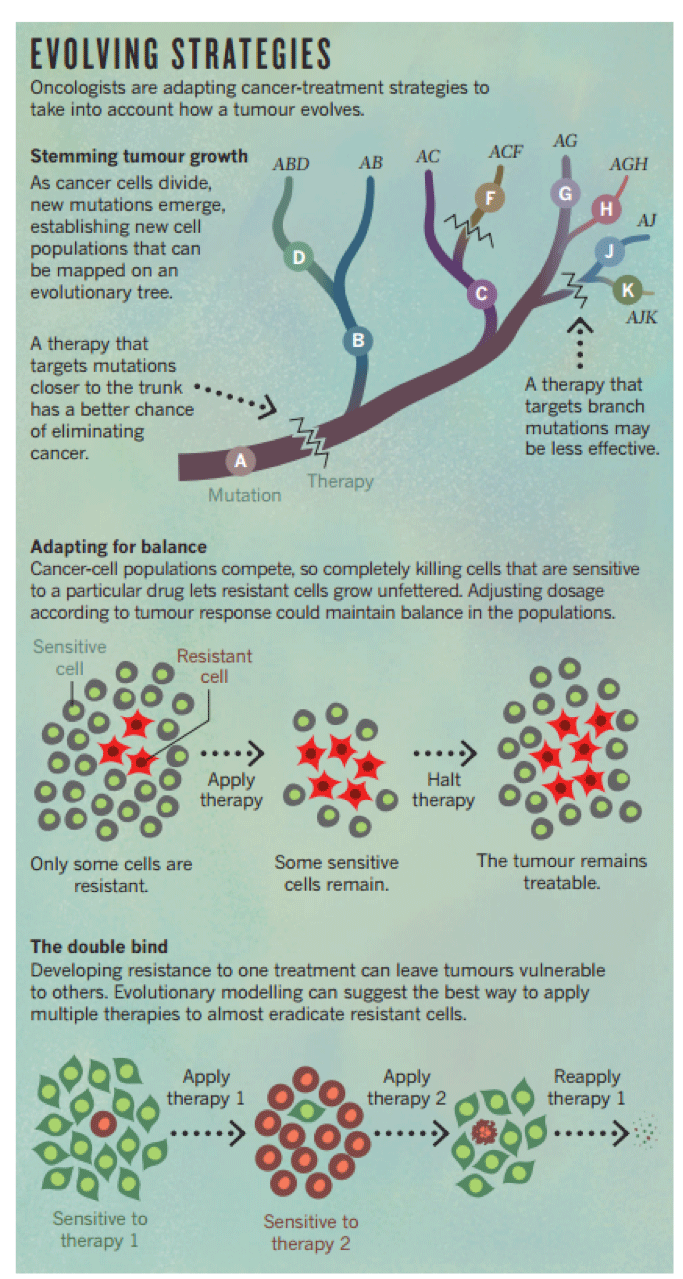 EVOLVING STRATEGIES
Oncologists are adapting cancer-treatment strategies to
take into account how a tumour evolves.
Stemming tumour growth
As cancer cells divide,
new mutations emerge,
establishing new cell
populations that can
be mapped on an
evolutionary tree.
ABD
AB
AC
ACF
AG
AGH
AJ
AJK
D
B
C
F
G
H
J
K
A
A therapy that
targets mutations
closer to the trunk
has a better chance
of eliminating
cancer.
Mutation
Therapy
A therapy that
targets branch
mutations may
be less effective.
Adapting for balance
Cancer-cell populations compete, so completely killing cells that are sensitive
to a particular drug lets resistant cells grow unfettered. Adjusting dosage
according to tumour response could maintain balance in the populations.
Sensitive
cell
Resistant
cell
Apply
therapy
Halt
therapy
Only some cells are
resistant.
Some sensitive
cells remain.
The tumour remains
treatable.
The double bind
Developing resistance to one treatment can leave tumours vulnerable
to others. Evolutionary modelling can suggest the best way to apply
multiple therapies to almost eradicate resistant cells.
Apply
therapy 1
Apply
therapy 2
Reapply
therapy 1
Sensitive to
therapy 1
Sensitive to
therapy 2